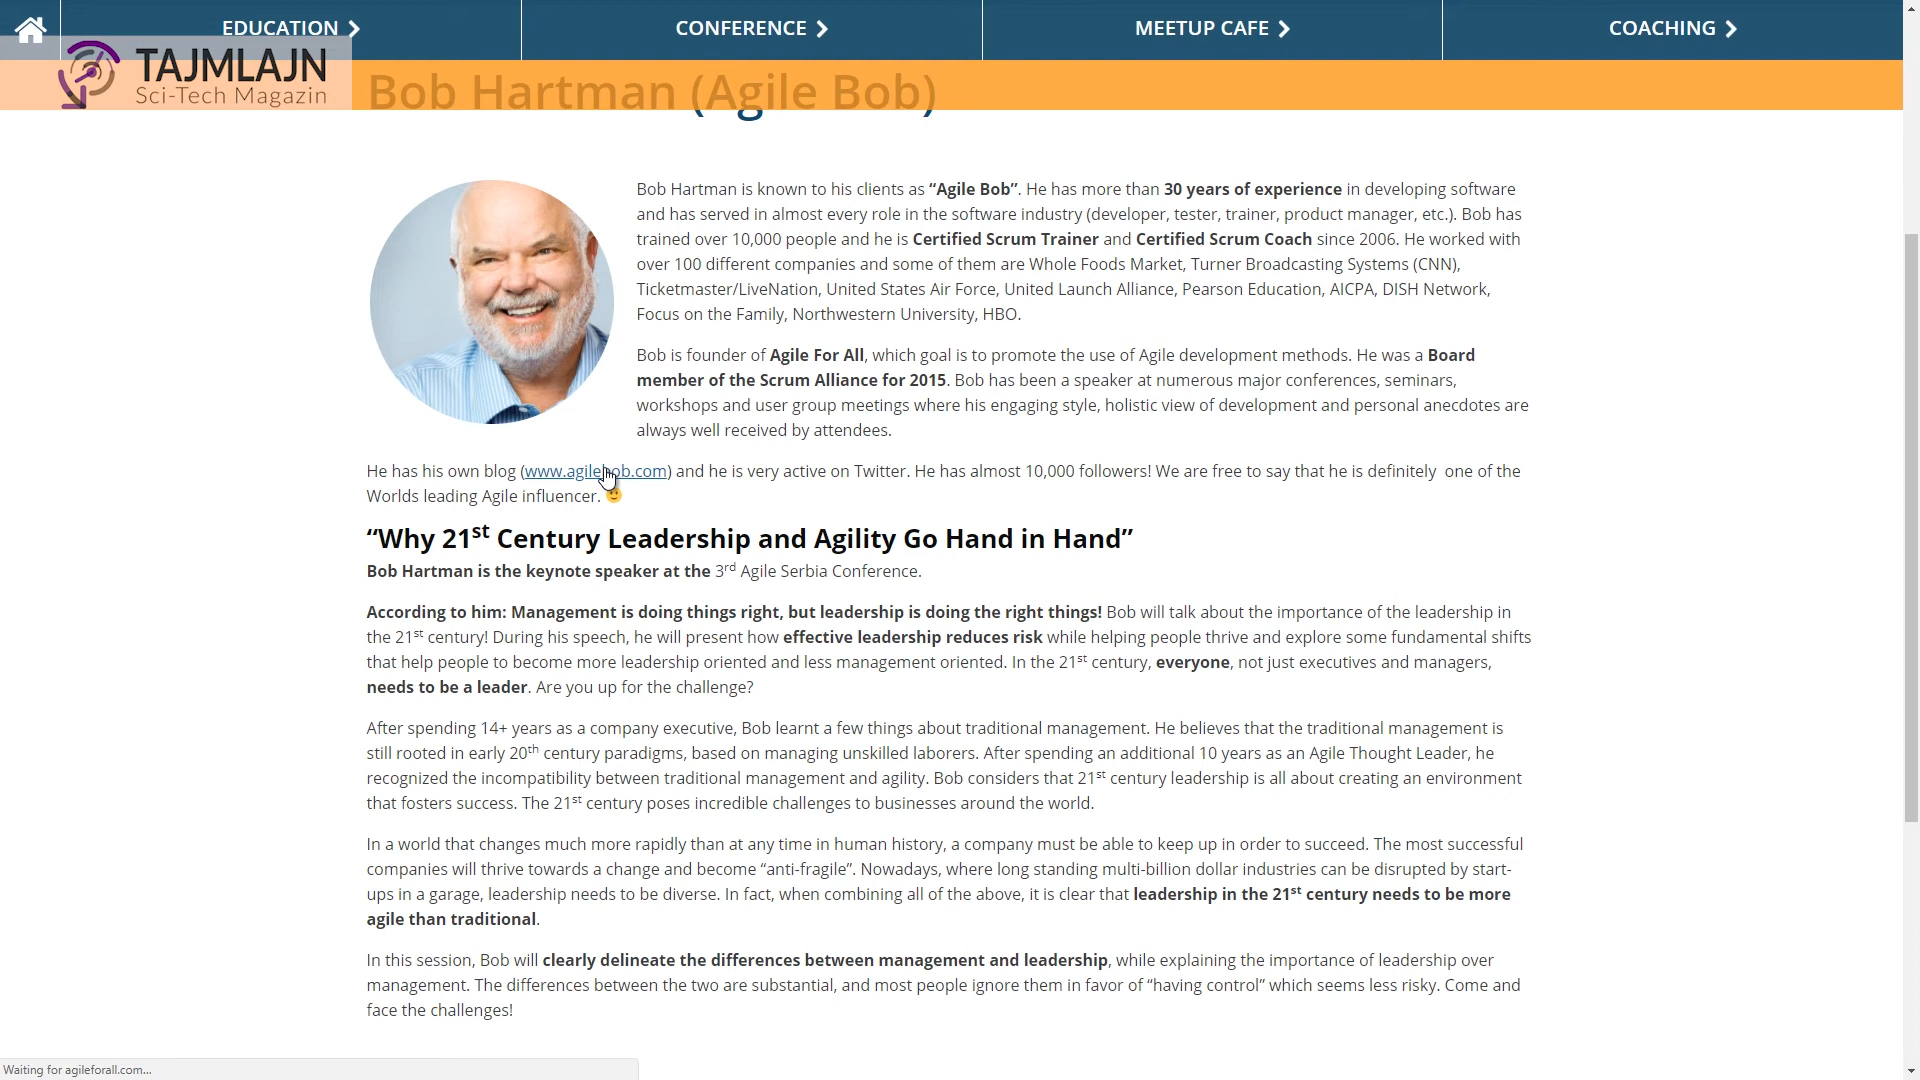 EDUCATION
CONFERENCE
MEETUP CAFE
COACHING
TAJMLAJN
Sci-Tech Magazin
Bob Hartman (Agile Bob)
Bob Hartman is known to his clients as “Agile Bob”. He has more than 30 years of experience in developing software
and has served in almost every role in the software industry (developer, tester, trainer, product manager, etc.). Bob has
trained over 10,000 people and he is Certified Scrum Trainer and Certified Scrum Coach since 2006. He worked with
over 100 different companies and some of them are Whole Foods Market, Turner Broadcasting Systems (CNN),
Ticketmaster/LiveNation, United States Air Force, United Launch Alliance, Pearson Education, AICPA, DISH Network,
Focus on the Family, Northwestern University, HBO.
Bob is founder of Agile For All, which goal is to promote the use of Agile development methods. He was a Board
member of the Scrum Alliance for 2015. Bob has been a speaker at numerous major conferences, seminars,
workshops and user group meetings where his engaging style, holistic view of development and personal anecdotes are
always well received by attendees.
He has his own blog (www.agilebob.com) and he is very active on Twitter. He has almost 10,000 followers! We are free to say that he is definitely one of the
Worlds leading Agile influencer. 🙂
“Why 21st Century Leadership and Agility Go Hand in Hand”
Bob Hartman is the keynote speaker at the 3rd Agile Serbia Conference.
According to him: Management is doing things right, but leadership is doing the right things! Bob will talk about the importance of the leadership in
the 21st century! During his speech, he will present how effective leadership reduces risk while helping people thrive and explore some fundamental shifts
that help people to become more leadership oriented and less management oriented. In the 21st century, everyone, not just executives and managers,
needs to be a leader. Are you up for the challenge?
After spending 14+ years as a company executive, Bob learnt a few things about traditional management. He believes that the traditional management is
still rooted in early 20th century paradigms, based on managing unskilled laborers. After spending an additional 10 years as an Agile Thought Leader, he
recognized the incompatibility between traditional management and agility. Bob considers that 21st century leadership is all about creating an environment
that fosters success. The 21st century poses incredible challenges to businesses around the world.
In a world that changes much more rapidly than at any time in human history, a company must be able to keep up in order to succeed. The most successful
companies will thrive towards a change and become “anti-fragile”. Nowadays, where long standing multi-billion dollar industries can be disrupted by start-
ups in a garage, leadership needs to be diverse. In fact, when combining all of the above, it is clear that leadership in the 21st century needs to be more
agile than traditional.
In this session, Bob will clearly delineate the differences between management and leadership, while explaining the importance of leadership over
management. The differences between the two are substantial, and most people ignore them in favor of “having control” which seems less risky. Come and
face the challenges!
Waiting for agileforall.com...